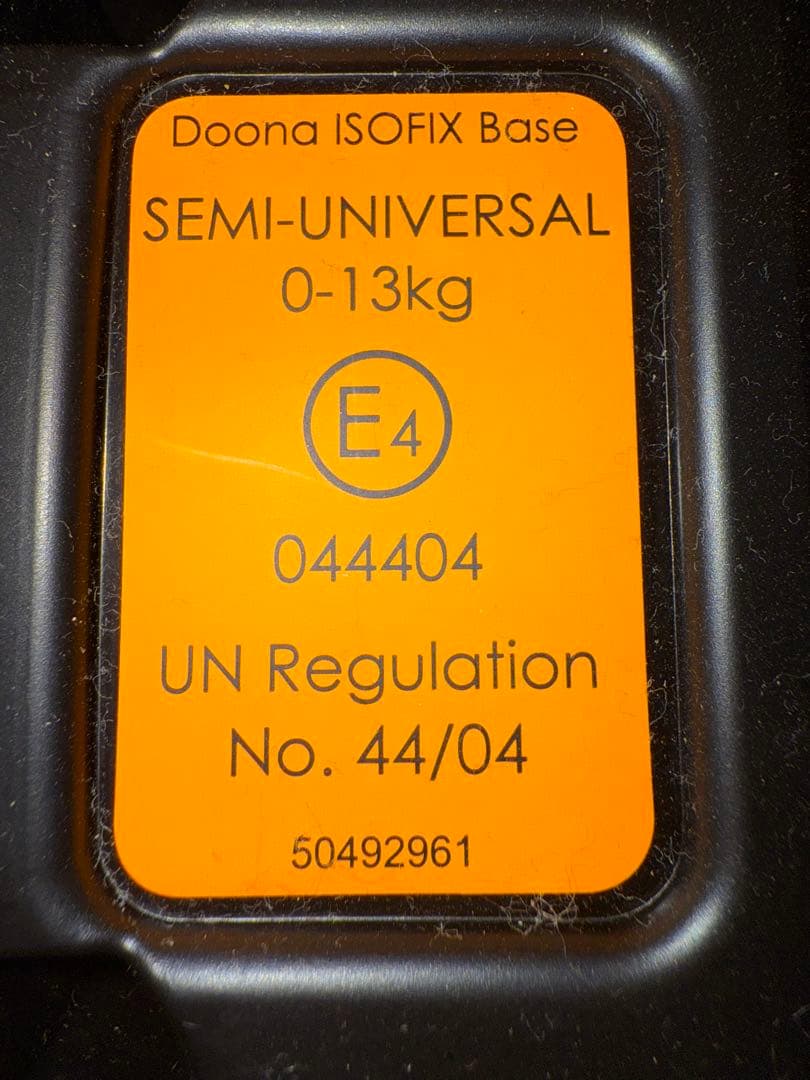 Doona ISOFIX Base
SEMI-UNIVERSAL
0-13kg
E4
044404
UN Regulation
No. 44/04
50492961